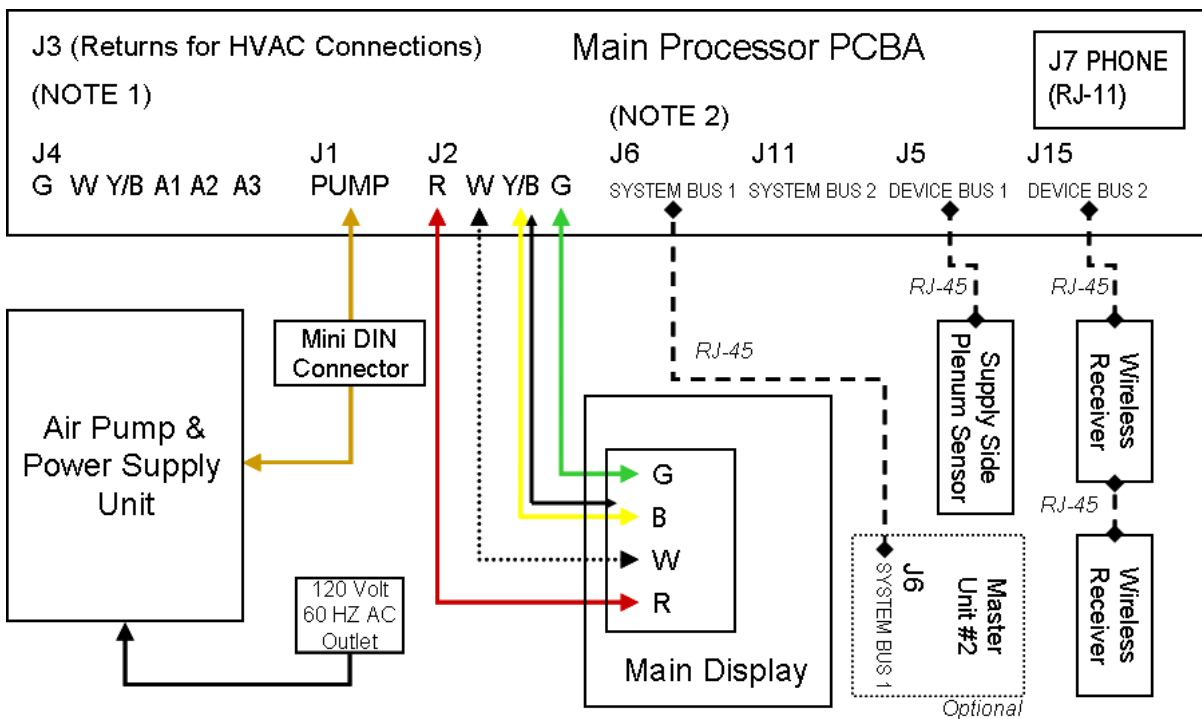 J3 (Returns for HVAC Connections)
Main Processor PCBA
(NOTE 1)
J7 PHONE
(RJ-11)
(NOTE 2)
J4
J1
J2
J6
J11
J5
J15
G W Y/B A1 A2 A3
PUMP
R W Y/B G
SYSTEM BUS 1
SYSTEM BUS 2
DEVICE BUS 1
DEVICE BUS 2
RJ-45
RJ-45
RJ-45
Mini DIN
Connector
Supply Side
Plenum Sensor
Wireless
Receiver
Air Pump &
Power Supply
Unit
G
B
W
R
Main Display
RJ-45
120 Volt
60 HZ AC
Outlet
J6
SYSTEM BUS 1
Master
Unit #2
Optional
Wireless
Receiver